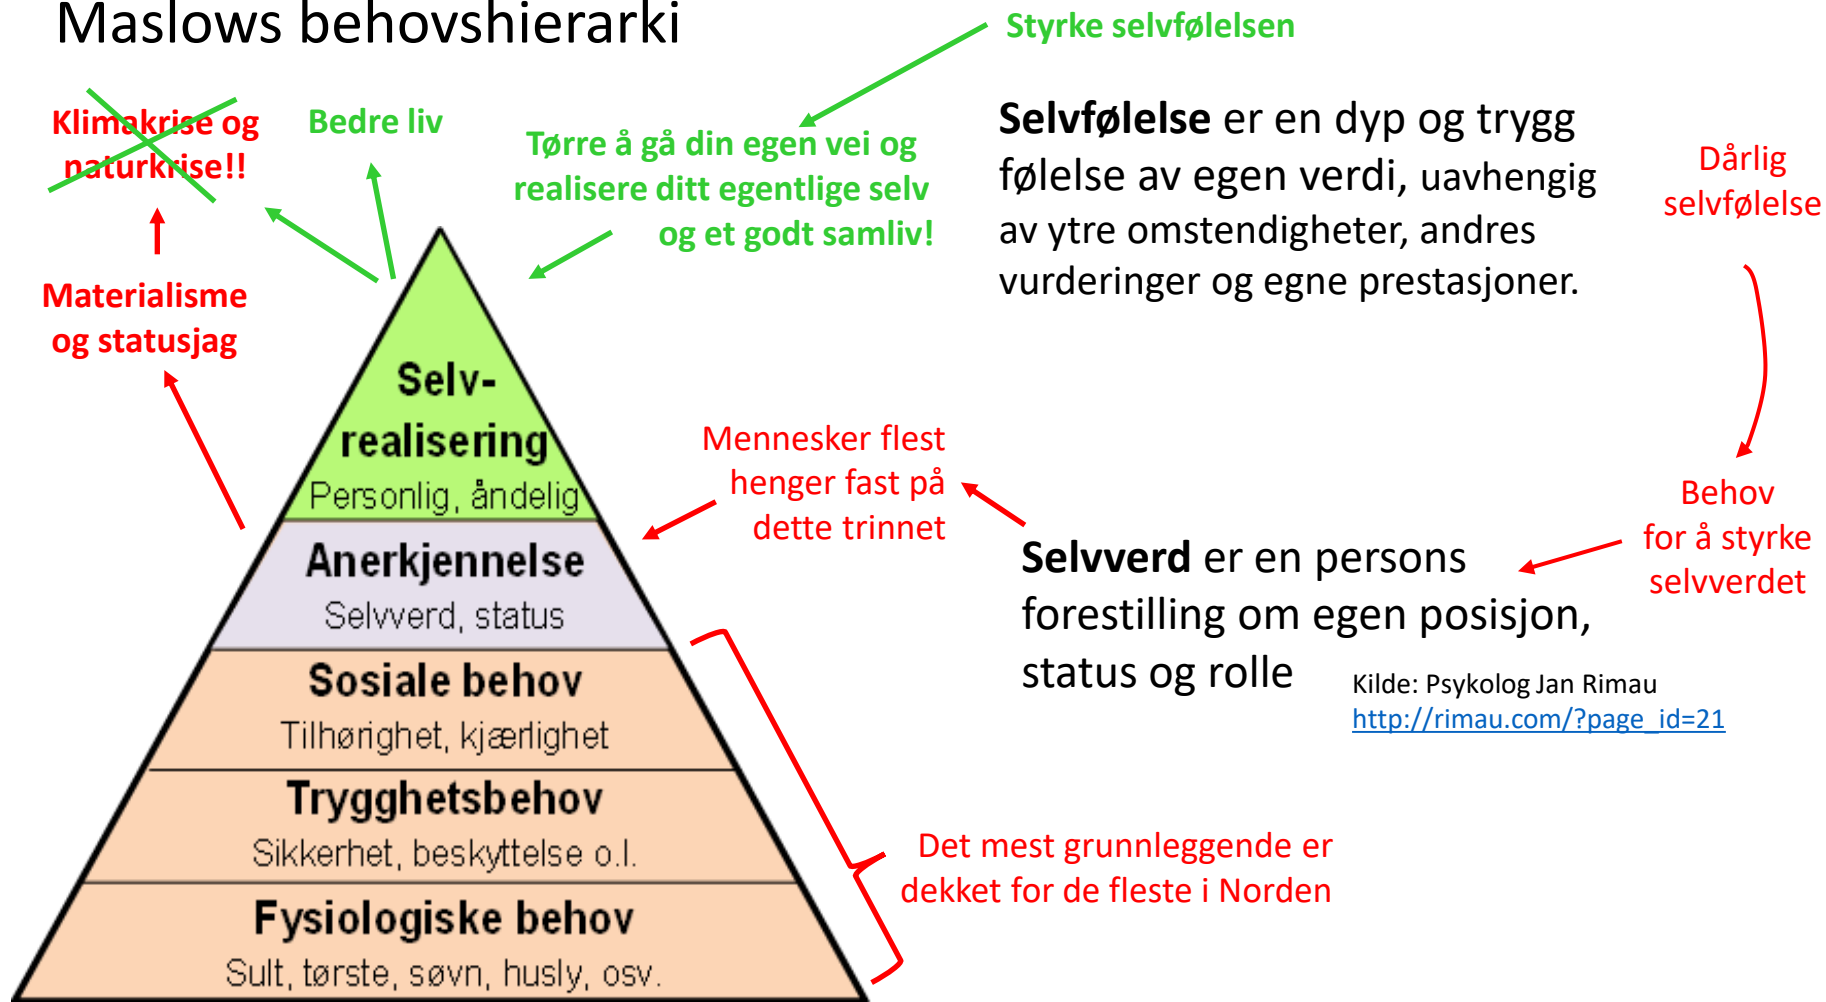 Maslows behovshierarki
Styrke selvfølelsen
Klimakrise og
naturkrise!!
Bedre liv
Tørre å gå din egen vei og
realisere ditt egentlige selv
og et godt samliv!
Selvfølelse er en dyp og trygg
følelse av egen verdi, uavhengig
av ytre omstendigheter, andres
vurderinger og egne prestasjoner.
Dårlig
selvfølelse
Materialisme
og statusjag
Selv-
realisering
Personlig, åndelig
Mennesker flest
henger fast på
dette trinnet
Behov
for å styrke
selvverdet
Anerkjennelse
Selvverd, status
Selvverd er en persons
forestilling om egen posisjon,
status og rolle
Kilde: Psykolog Jan Rimau
http://rimau.com/?page_id=21
Sosiale behov
Tilhørighet, kjærlighet
Trygghetsbehov
Sikkerhet, beskyttelse o.l.
Det mest grunnleggende er
dekket for de fleste i Norden
Fysiologiske behov
Sult, tørste, søvn, husly, osv.